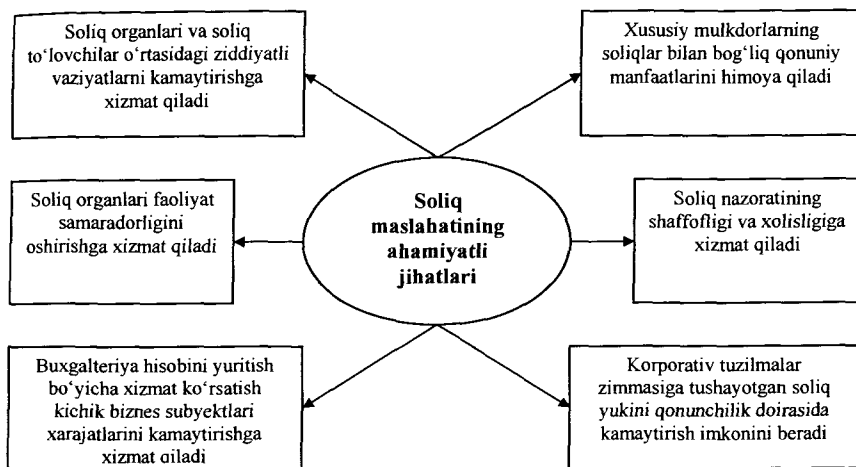 Soliq organlari va soliq
to‘lovchilar o‘rtasidagi ziddiyatli
vaziyatlarni kamaytirishga
xizmat qiladi
Xususiy mulkdorlarning
soliqlar bilan bog‘liq qonuniy
manfaatlarini himoya qiladi
Soliq organlari faoliyat
samaradorligini
oshirishga xizmat qiladi
Soliq
maslahatining
ahamiyatli
jihatlari
Soliq nazoratining
shaffofligi va xolisligiga
xizmat qiladi
Buxgalteriya hisobini yuritish
bo‘yicha xizmat ko‘rsatish
kichik biznes subyektlari
xarajatlarini kamaytirishga
xizmat qiladi
Korporativ tuzilmalar
zimmasiga tushayotgan soliq
yukini qonunchilik doirasida
kamaytirish imkonini beradi